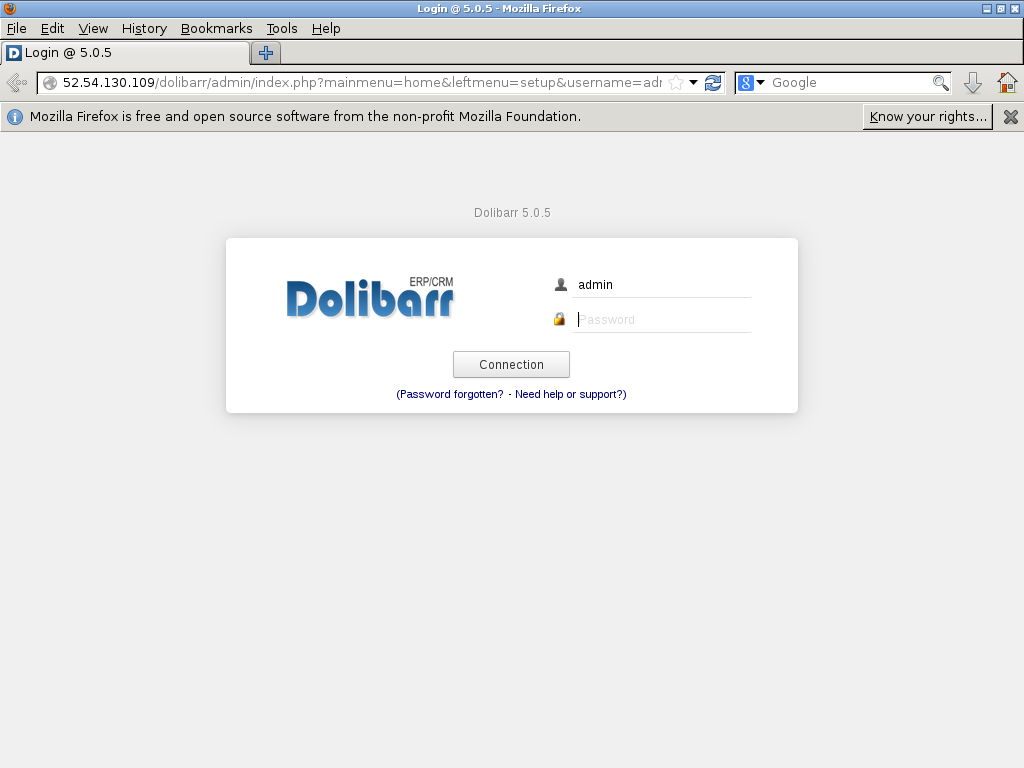 Login @ 5.0.5 - Mozilla Firefox
File Edit View History Bookmarks Tools Help
Login @ 5.0.5
52.54.130.109/dolibarr/admin/index.php?mainmenu=home&leftmenu=setup&username=adr
Google
Mozilla Firefox is free and open source software from the non-profit Mozilla Foundation.
Know your rights...
Dolibarr 5.0.5
ERP/CRM
Dolibarr
admin
Password
Connection
(Password forgotten? - Need help or support?)